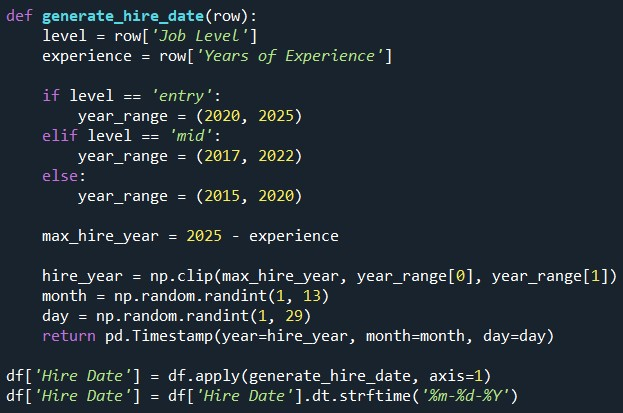 def generate_hire_date(row):
    level = row['Job Level']
    experience = row['Years of Experience']

    if level == 'entry':
        year_range = (2020, 2025)
    elif level == 'mid':
        year_range = (2017, 2022)
    else:
        year_range = (2015, 2020)

    max_hire_year = 2025 - experience

    hire_year = np.clip(max_hire_year, year_range[0], year_range[1])
    month = np.random.randint(1, 13)
    day = np.random.randint(1, 29)
    return pd.Timestamp(year=hire_year, month=month, day=day)

df['Hire Date'] = df.apply(generate_hire_date, axis=1)
df['Hire Date'] = df['Hire Date'].dt.strftime('%m-%d-%Y')